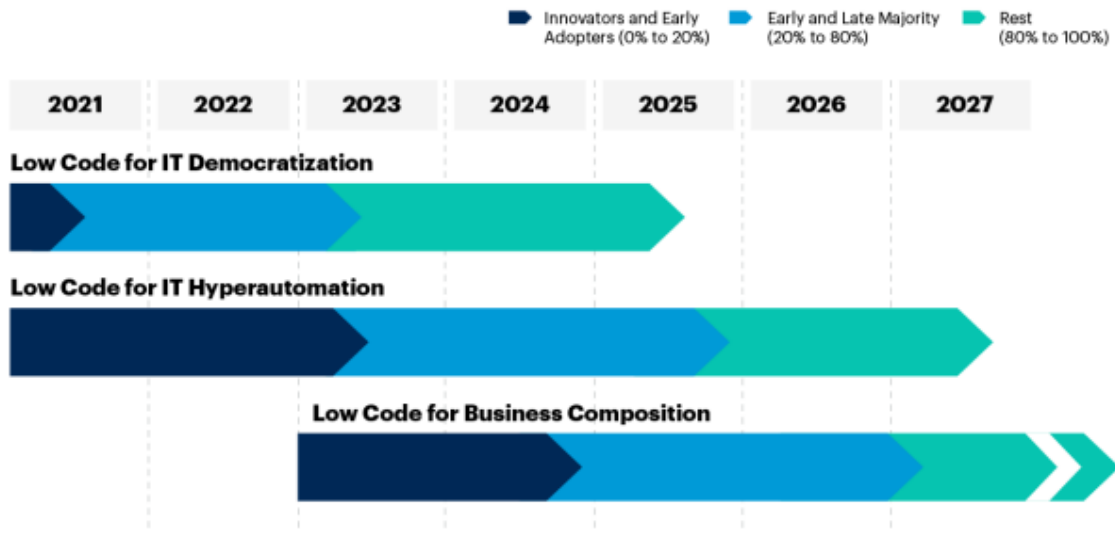 Innovators and Early
Adopters (0% to 20%)
Early and Late Majority
(20% to 80%)
Rest
(80% to 100%)
2021 2022 2023 2024 2025 2026 2027
Low Code for IT Democratization
Low Code for IT Hyperautomation
Low Code for Business Composition